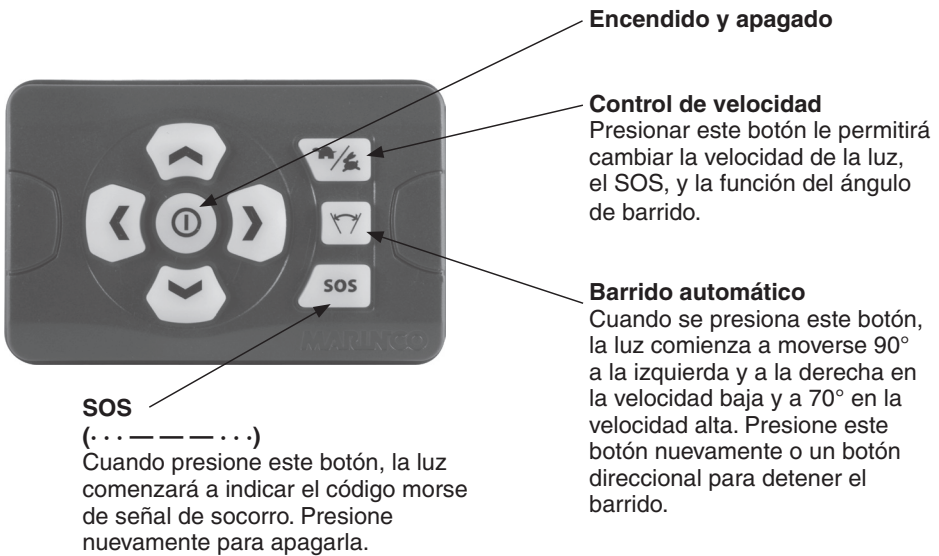 Encendido y apagado
Control de velocidad
Presionar este botón le permitirá
cambiar la velocidad de la luz,
el SOS, y la función del ángulo
de barrido.
SOS
MARINCO
Barrido automático
Cuando se presiona este botón,
la luz comienza a moverse 90°
a la izquierda y a la derecha en
la velocidad baja y a 70° en la
velocidad alta. Presione este
botón nuevamente o un botón
direccional para detener el
barrido.
SOS
(· · · — — — · · ·)
Cuando presione este botón, la luz
comenzará a indicar el código morse
de señal de socorro. Presione
nuevamente para apagarla.